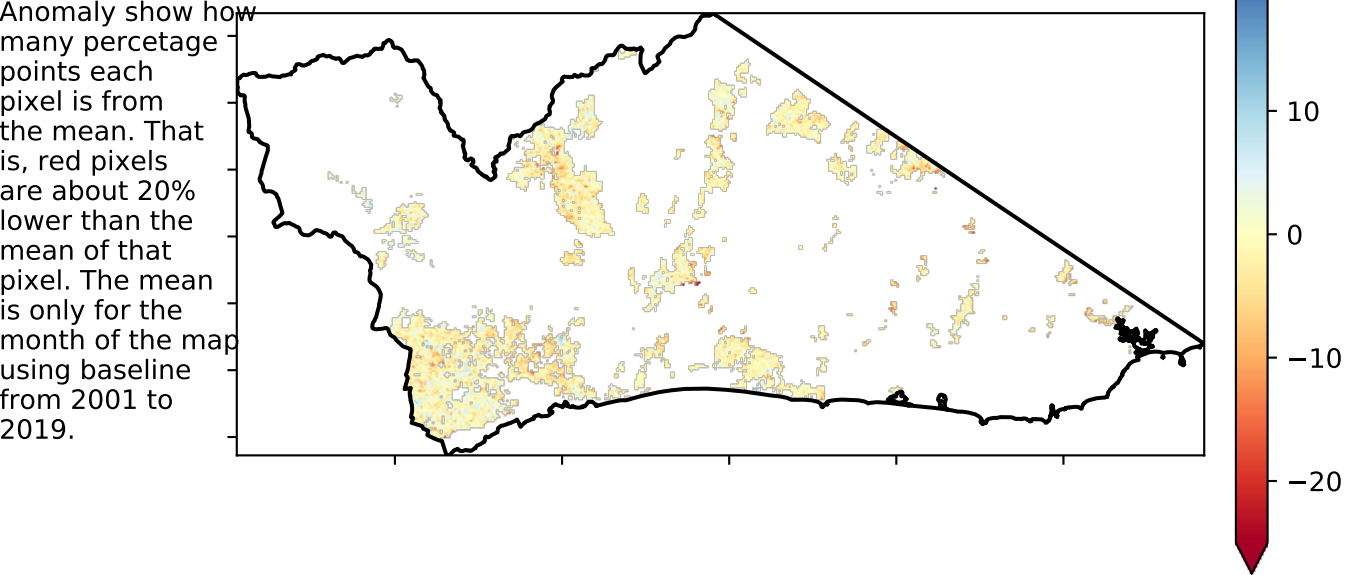 Anomaly show how
many percetage
points each
pixel is from
the mean. That
is, red pixels
are about 20%
lower than the
mean of that
pixel. The mean
is only for the
month of the map
using baseline
from 2001 to
2019.
10
0
−10
−20